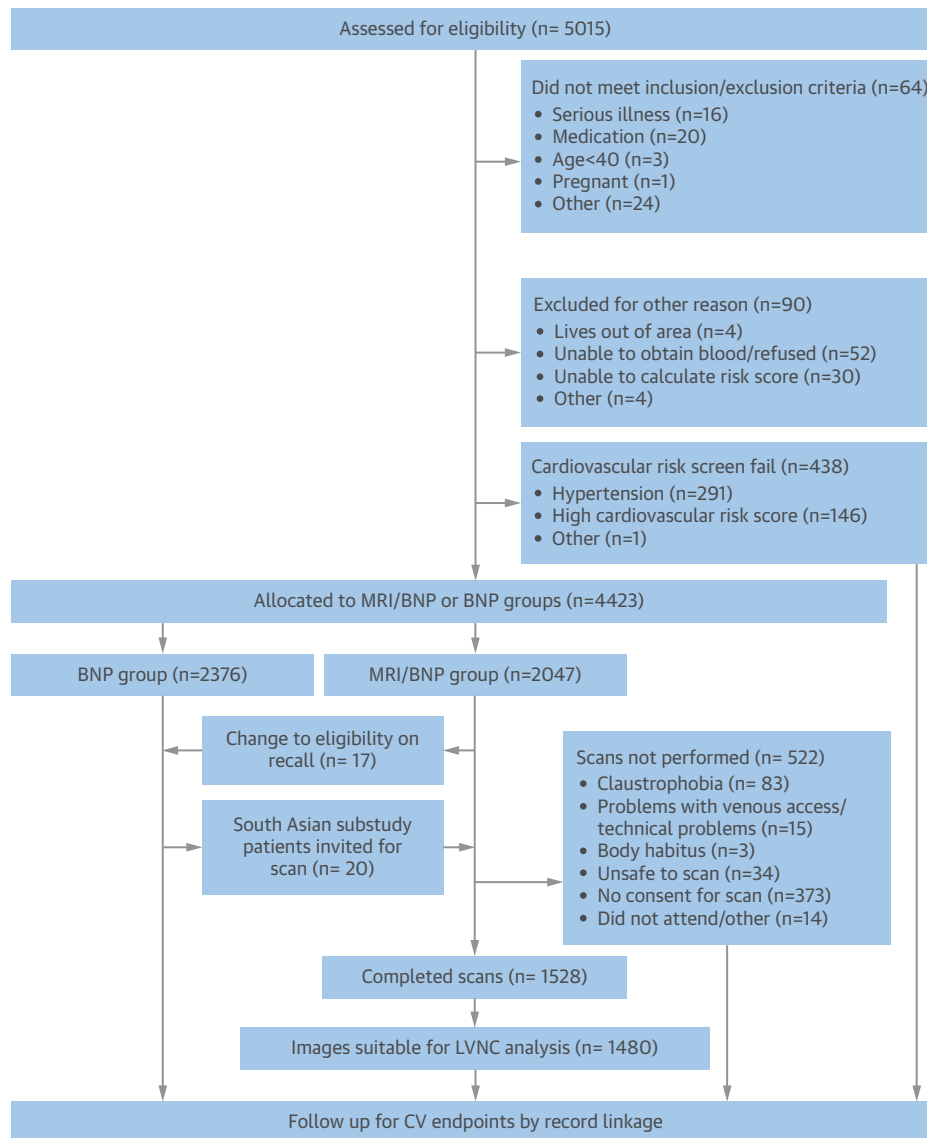 Assessed for eligibility (n= 5015)
Did not meet inclusion/exclusion criteria (n=64)
• Serious illness (n=16)
• Medication (n=20)
• Age<40 (n=3)
• Pregnant (n=1)
• Other (n=24)
Excluded for other reason (n=90)
• Lives out of area (n=4)
• Unable to obtain blood/refused (n=52)
• Unable to calculate risk score (n=30)
• Other (n=4)
Cardiovascular risk screen fail (n=438)
• Hypertension (n=291)
• High cardiovascular risk score (n=146)
• Other (n=1)
Allocated to MRI/BNP or BNP groups (n=4423)
BNP group (n=2376)
MRI/BNP group (n=2047)
Change to eligibility on
recall (n= 17)
South Asian substudy
patients invited for
scan (n= 20)
Scans not performed (n= 522)
• Claustrophobia (n= 83)
• Problems with venous access/
technical problems (n=15)
• Body habitus (n=3)
• Unsafe to scan (n=34)
• No consent for scan (n=373)
• Did not attend/other (n=14)
Completed scans (n= 1528)
Images suitable for LVNC analysis (n= 1480)
Follow up for CV endpoints by record linkage